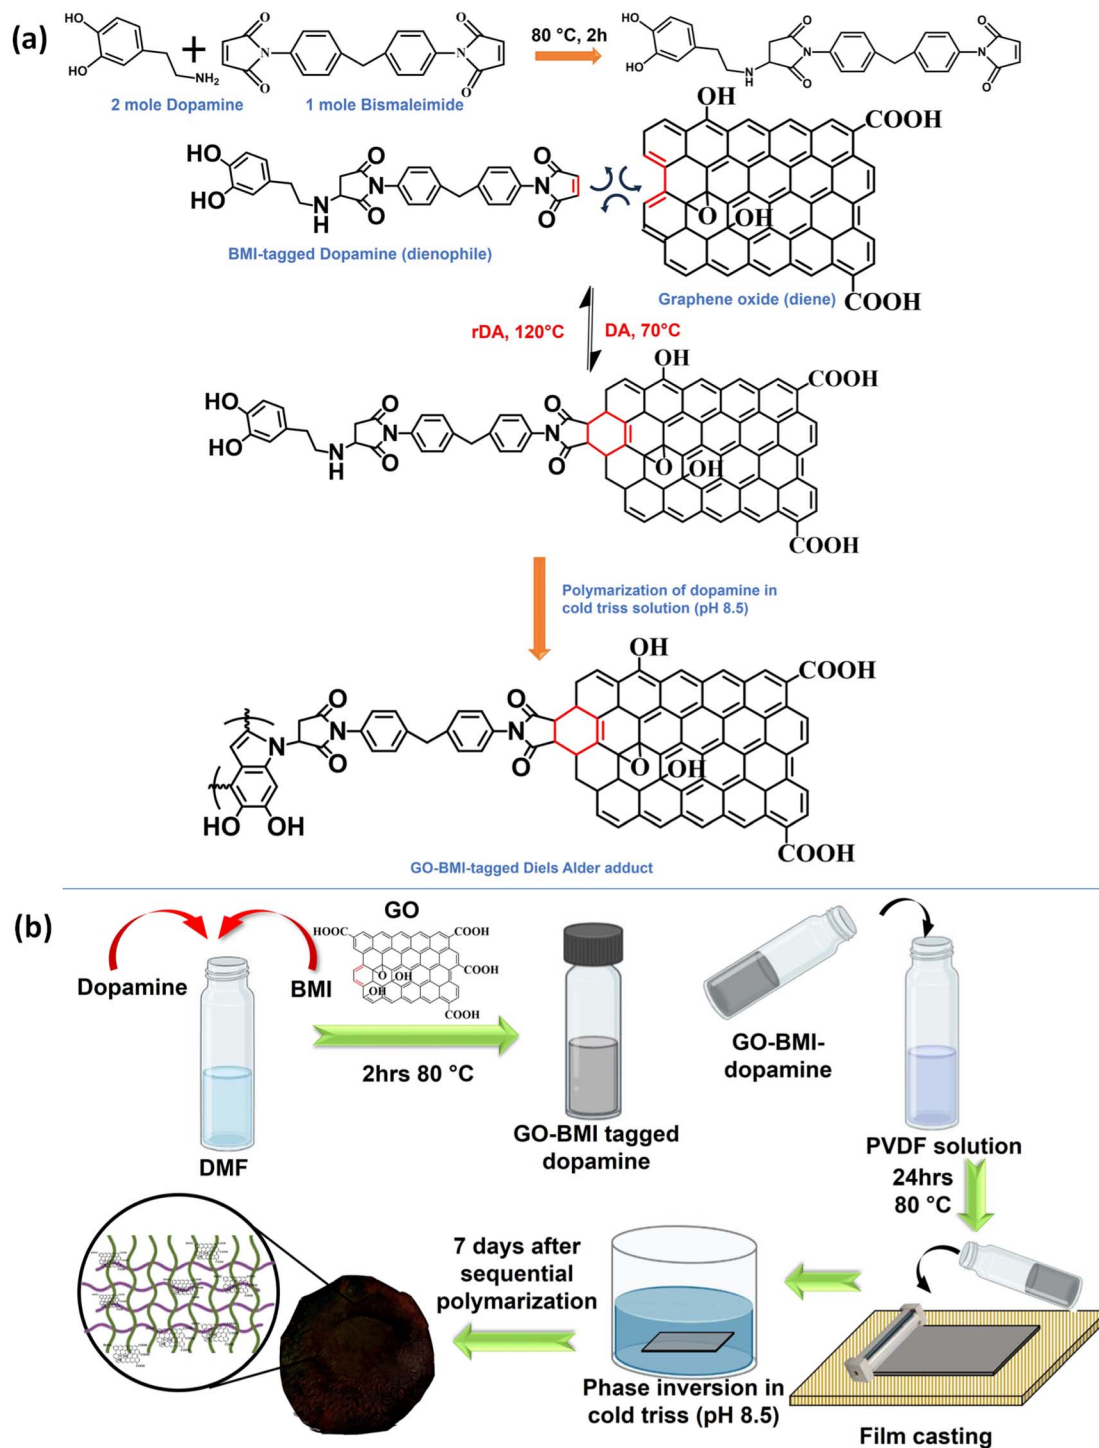 (a)
HO
HO
NH₂
+
O
O
N
N
O
O
80 °C, 2h
HO
HO
N
H
O
O
N
N
O
O
2 mole Dopamine
1 mole Bismaleimide
OH
COOH
HO
HO
N
H
O
O
N
N
O
O
O
OH
BMI-tagged Dopamine (dienophile)
Graphene oxide (diene)
COOH
rDA, 120°C
DA, 70°C
OH
COOH
HO
HO
N
H
O
O
N
N
O
O
O
OH
COOH
Polymarization of dopamine in
cold triss solution (pH 8.5)
OH
COOH
N
O
O
N
N
O
O
O
OH
HO
OH
COOH
GO-BMI-tagged Diels Alder adduct
(b)
GO
HOOC
COOH
O
OH
OH
COOH
COOH
Dopamine
BMI
2hrs 80 °C
DMF
GO-BMI tagged
dopamine
GO-BMI-
dopamine
PVDF solution
24hrs
80 °C
7 days after
sequential
polymarization
Phase inversion in
cold triss (pH 8.5)
Film casting